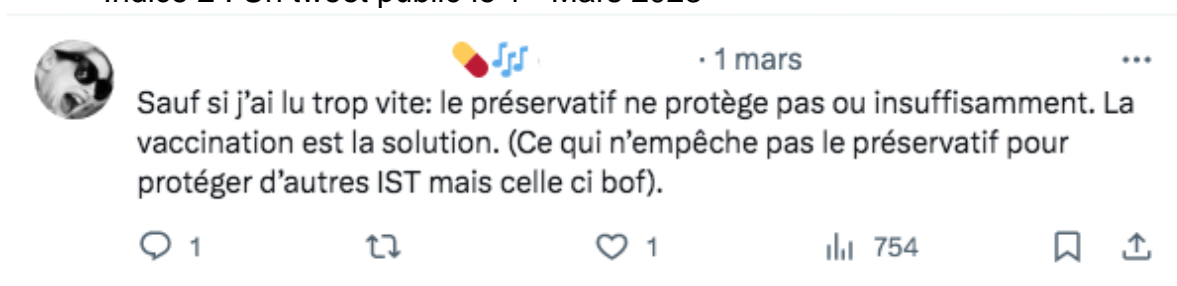 · 1 mars
Sauf si j'ai lu trop vite: le préservatif ne protège pas ou insuffisamment. La
vaccination est la solution. (Ce qui n'empêche pas le préservatif pour
protéger d'autres IST mais celle ci bof).
1 1 754